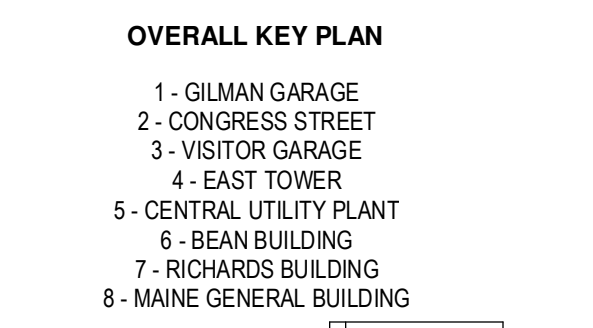 OVERALL KEY PLAN
1 - GILMAN GARAGE
2 - CONGRESS STREET
3 - VISITOR GARAGE
4 - EAST TOWER
5 - CENTRAL UTILITY PLANT
6 - BEAN BUILDING
7 - RICHARDS BUILDING
8 - MAINE GENERAL BUILDING